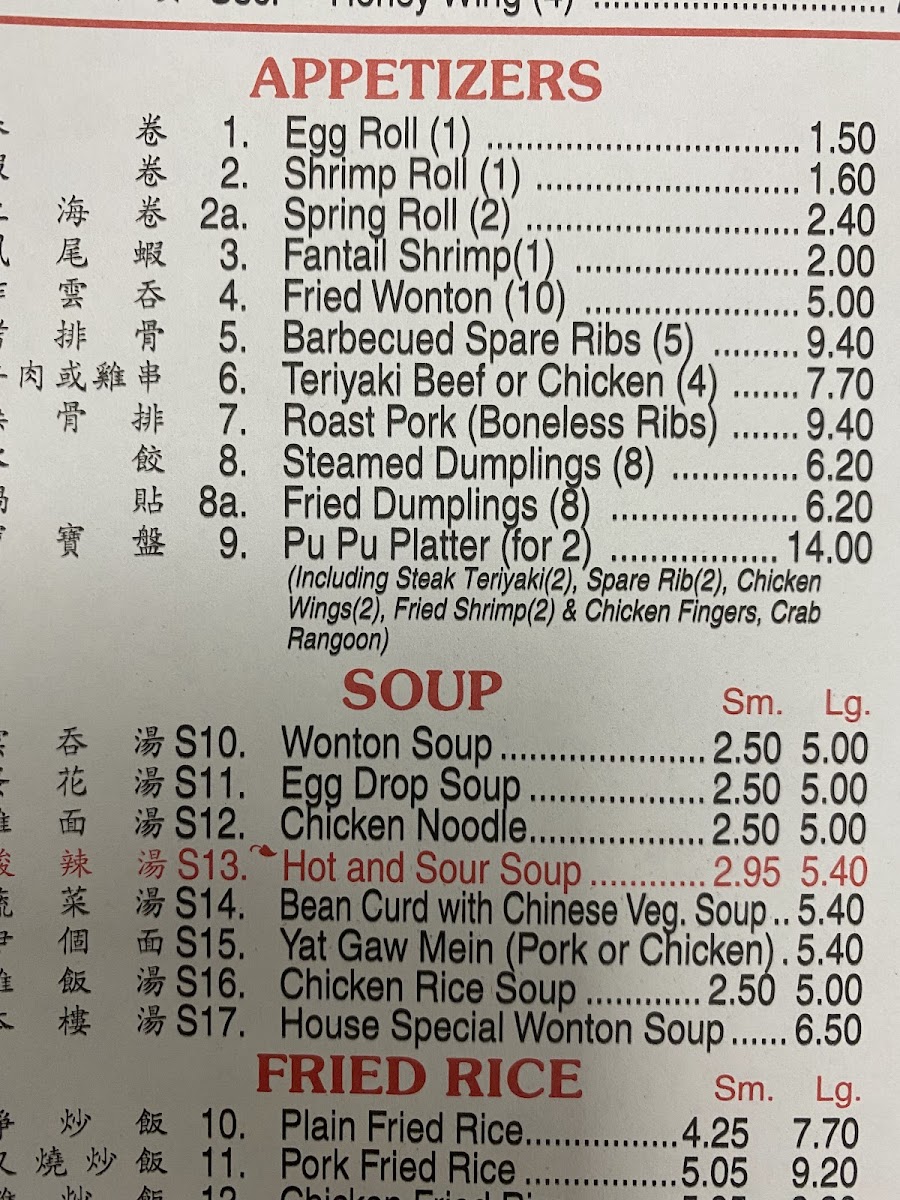 Honey Wing (4)
APPETIZERS
卷 1. Egg Roll (1) 1.50
卷 2. Shrimp Roll (1) 1.60
海 卷 2a. Spring Roll (2) 2.40
尾 蝦 3. Fantail Shrimp(1) 2.00
雲 吞 4. Fried Wonton (10) 5.00
排 骨 5. Barbecued Spare Ribs (5) 9.40
肉 或 雞 串 6. Teriyaki Beef or Chicken (4) 7.70
骨 排 7. Roast Pork (Boneless Ribs) 9.40
餃 8. Steamed Dumplings (8) 6.20
貼 8a. Fried Dumplings (8) 6.20
寶 盤 9. Pu Pu Platter (for 2) 14.00
(Including Steak Teriyaki(2), Spare Rib(2), Chicken
Wings(2), Fried Shrimp(2) & Chicken Fingers, Crab
Rangoon)
SOUP Sm. Lg.
吞 湯 S10. Wonton Soup 2.50 5.00
花 湯 S11. Egg Drop Soup 2.50 5.00
面 湯 S12. Chicken Noodle 2.50 5.00
辣 湯 S13. Hot and Sour Soup 2.95 5.40
菜 湯 S14. Bean Curd with Chinese Veg. Soup 5.40
個 面 S15. Yat Gaw Mein (Pork or Chicken) 5.40
飯 湯 S16. Chicken Rice Soup 2.50 5.00
樓 湯 S17. House Special Wonton Soup 6.50
FRIED RICE Sm. Lg.
炒 飯 10. Plain Fried Rice 4.25 7.70
燒 炒 飯 11. Pork Fried Rice 5.05 9.20
炒 飯 12. Chicken Fried